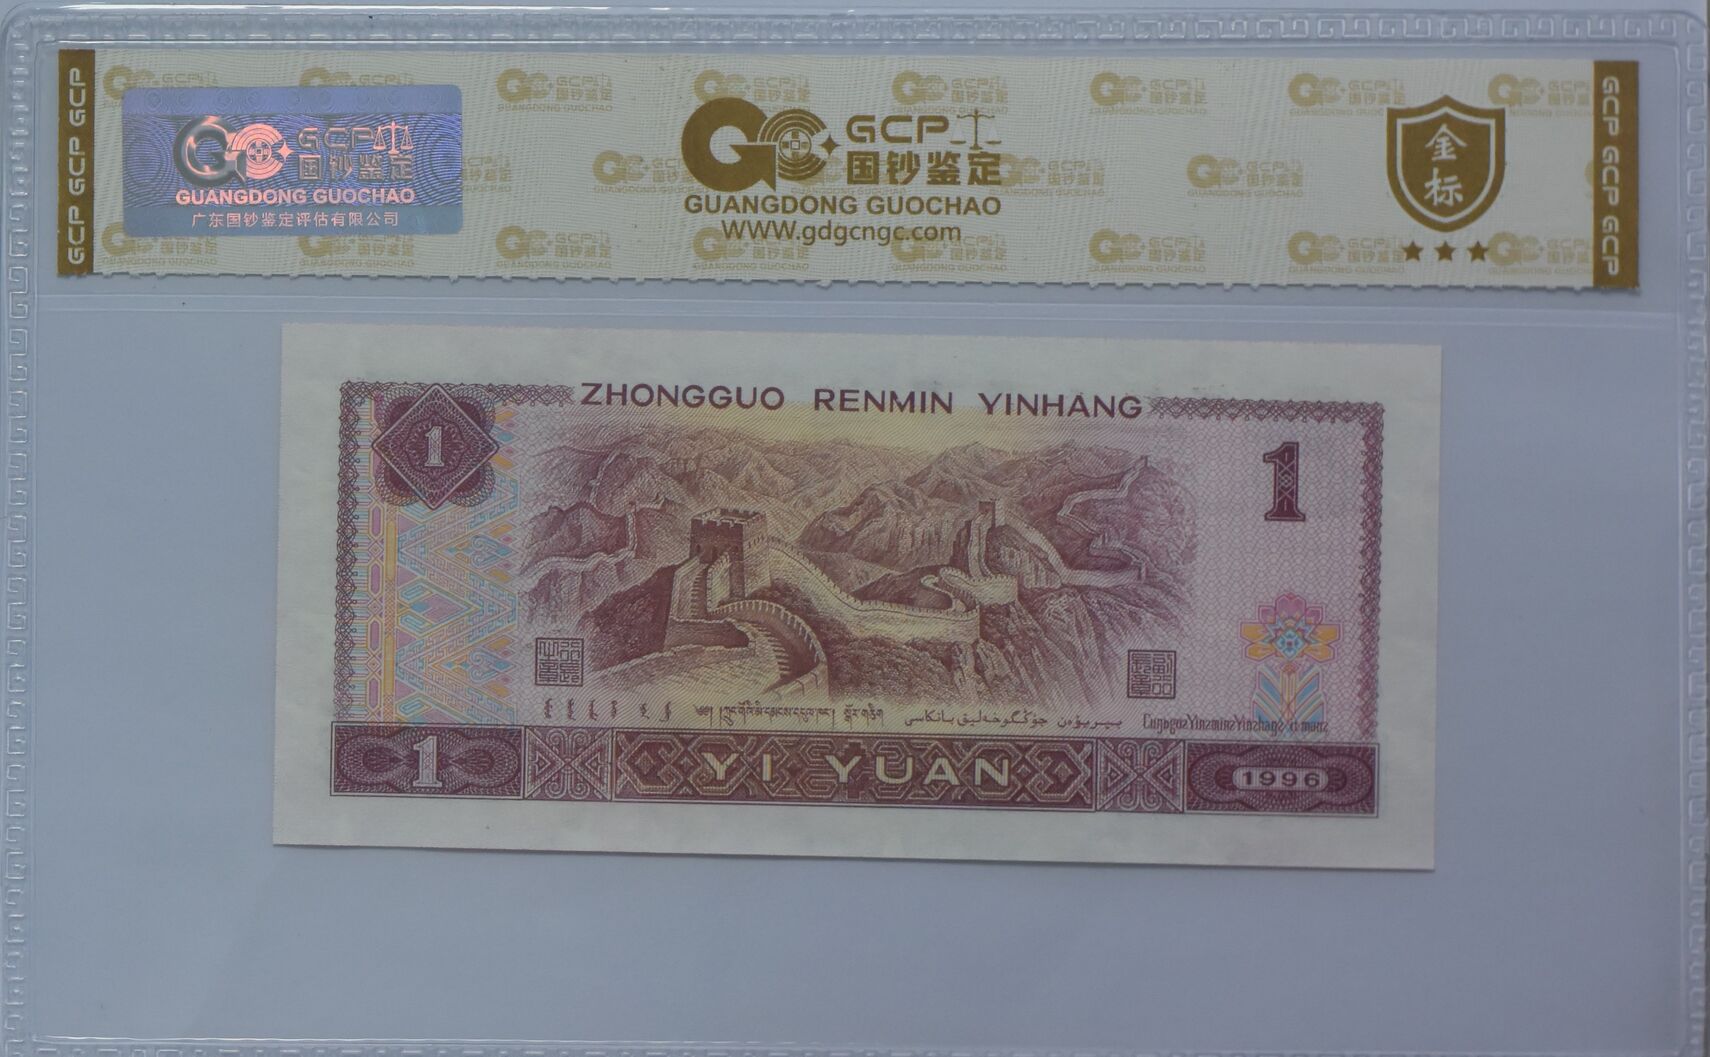 GCP GCP GCP
GCP 国钞鉴定
GUANGDONG GUOCHAO
广东国钞鉴定评估有限公司
GCP 国钞鉴定
GUANGDONG GUOCHAO
www.gdgcngc.com
金标
GCP GCP GCP
ZHONGGUO RENMIN YINHANG
1
1
1
YI YUAN
1996